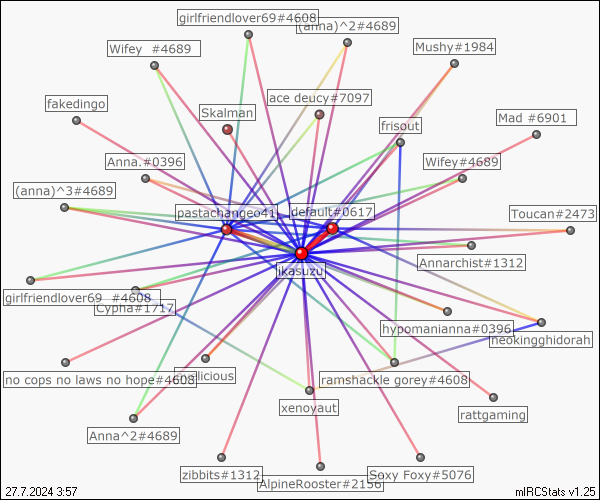 girlfriendlover69#4608
(anna)^2#4689
Wifey #4689
Mushy#1984
ace deucy#7097
fakedingo
Skalman
frisout
Mad #6901
Anna.#0396
Wifey#4689
(anna)^3#4689
pastachangeo41
default#0617
Toucan#2473
Annarchist#1312
ikasuzu
girlfriendlover69 #4608
Cypha#1717
hypomanianna#0396
neokingghidorah
no cops no laws no hope#4608
ramshackle gorey#4608
xenoyaut
rattgaming
Anna^2#4689
zibbits#1312
AlpineRooster#2156
Soxy Foxy#5076
27.7.2024 3:57
mIRCStats v1.25